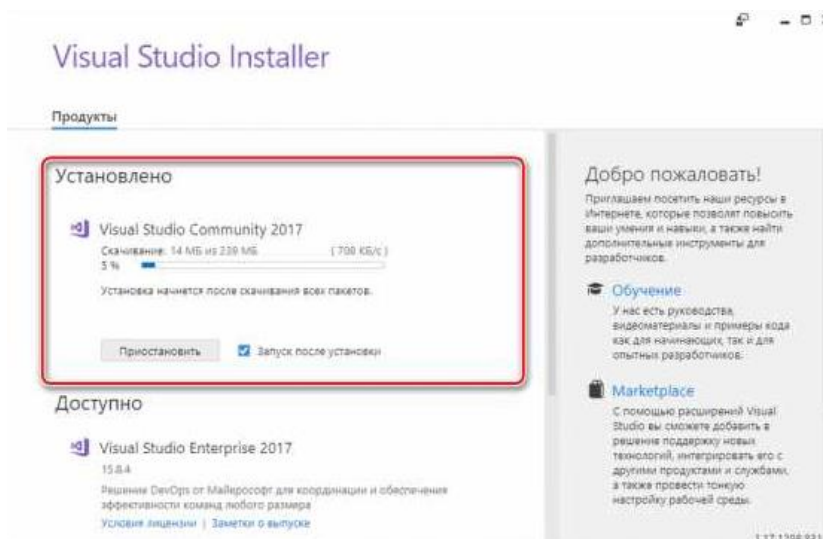 Visual Studio Installer
Продукты
Установлено
Visual Studio Community 2017
Скачивание: 14 МБ из 239 МБ (708 КБ/с)
5 %
Установка начнется после скачивания всех пакетов.
Приостановить
Запуск после установки
Доступно
Visual Studio Enterprise 2017
15.8.4
Решение DevOps от Майкрософт для координации и обеспечения
эффективности команд любого размера
Условия лицензии | Заметки о выпуске
Добро пожаловать!
Приглашаем посетить наши ресурсы в
Интернете, которые позволят повысить
ваши умения и навыки, а также найти
дополнительные инструменты для
разработчиков.
Обучение
У нас есть руководства,
видеоматериалы и примеры кода
как для начинающих, так и для
опытных разработчиков.
Marketplace
С помощью расширений Visual
Studio вы сможете добавить в
решение поддержку новых
технологий, интегрировать его с
другими продуктами и службами,
а также провести тонкую
настройку рабочей среды.